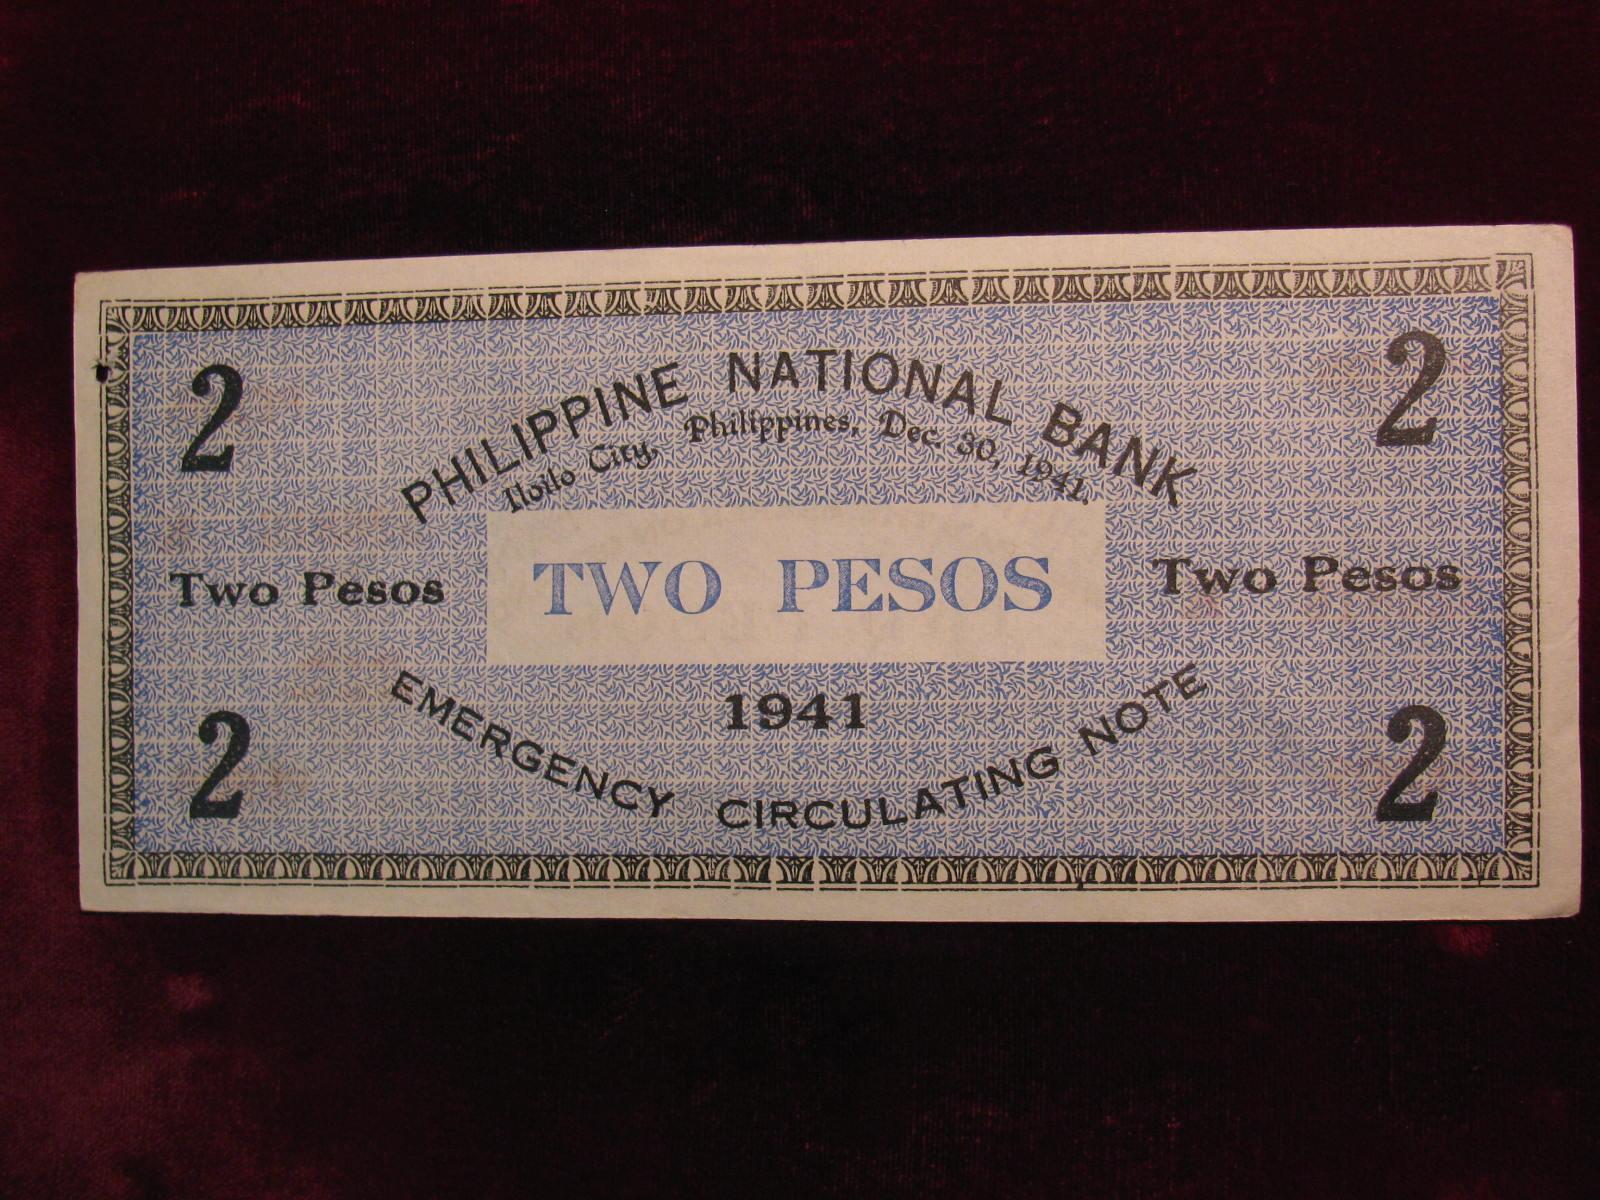 2 2
PHILIPPINE NATIONAL BANK
Iloilo City, Philippines, Dec. 30, 1941.
Two Pesos TWO PESOS Two Pesos
1941
EMERGENCY CIRCULATING NOTE
2 2